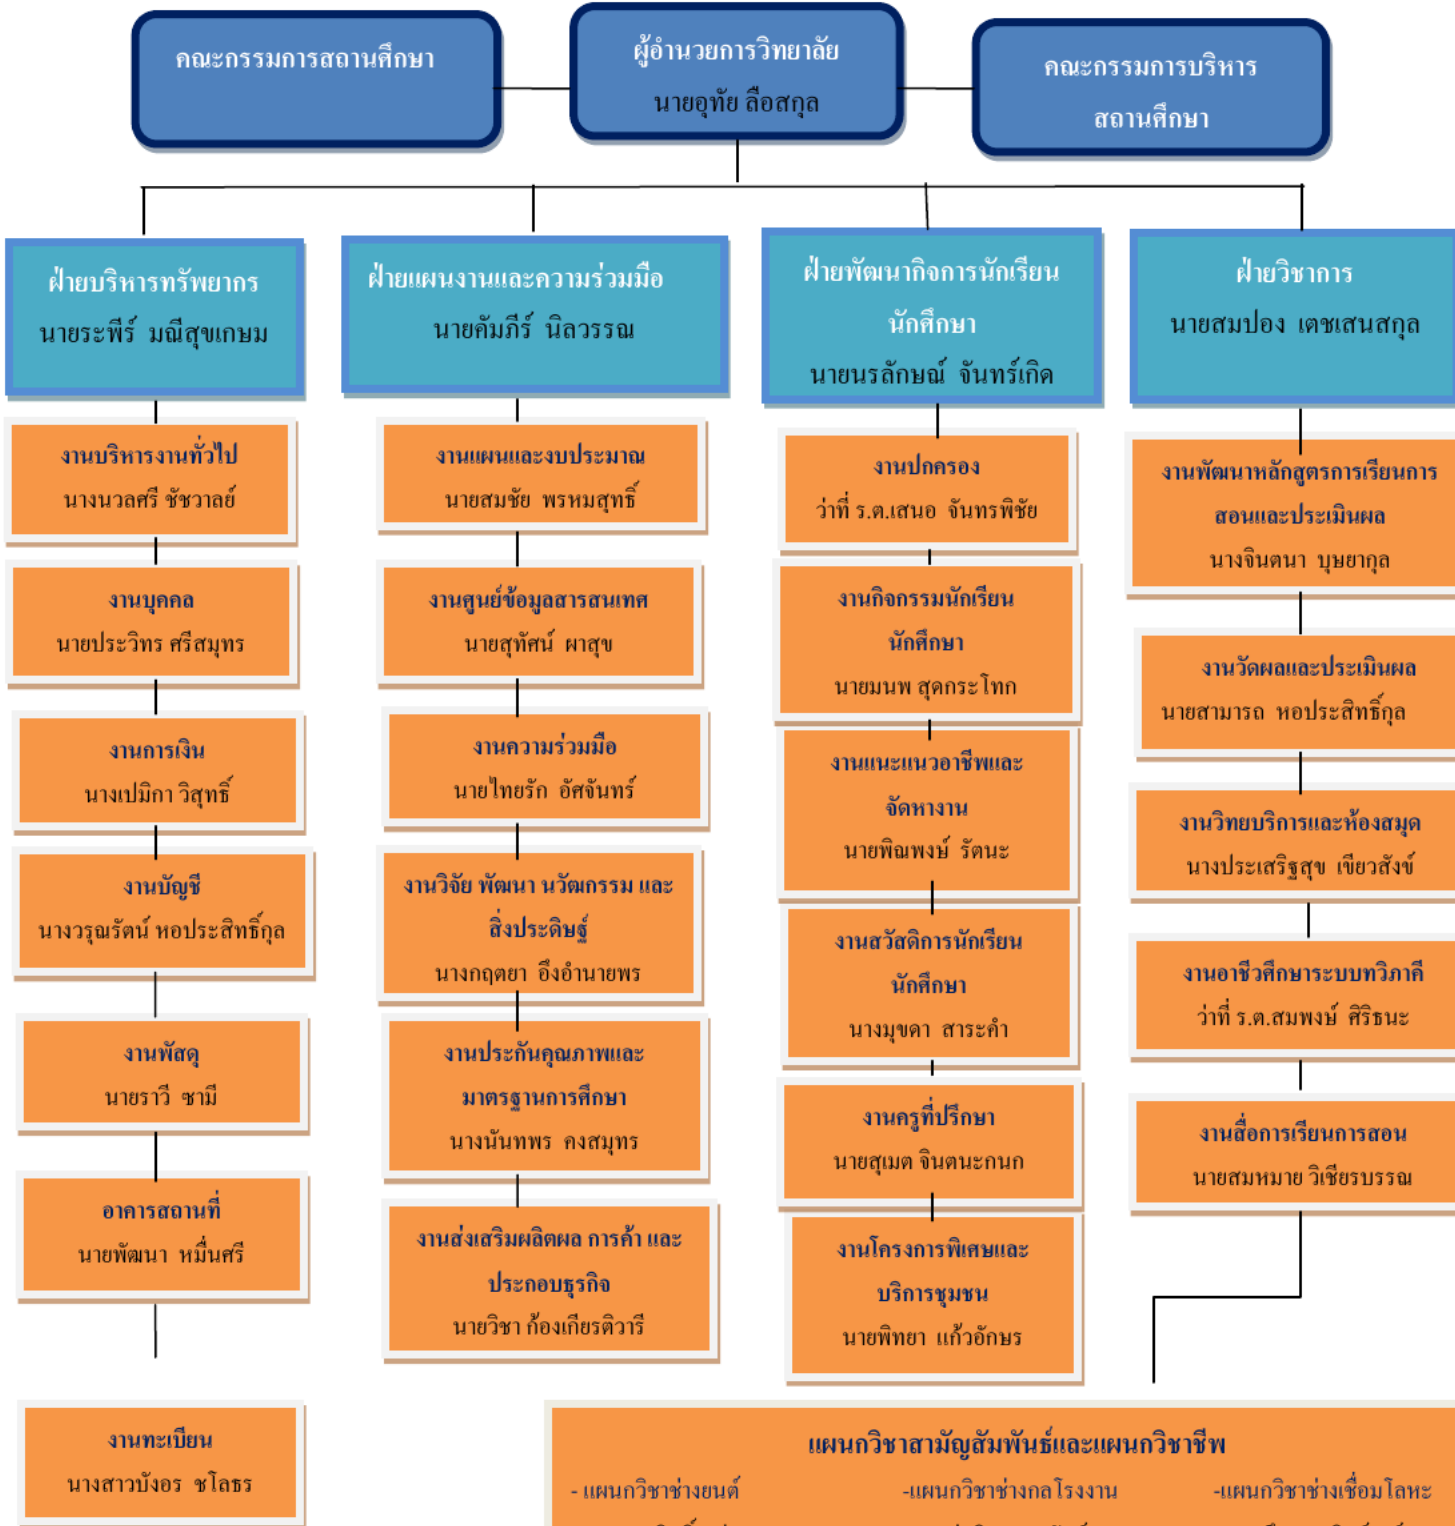 คณะกรรมการสถานศึกษา
ผู้อำนวยการวิทยาลัย
นายอุทัย ลือสกุล
คณะกรรมการบริหาร
สถานศึกษา
ฝ่ายบริหารทรัพยากร
นายระพีร์ มณีสุขเกษม
ฝ่ายแผนงานและความร่วมมือ
นายคัมภีร์ นิลวรรณ
ฝ่ายพัฒนากิจการนักเรียน
นักศึกษา
นายนรลักษณ์ จันทร์เกิด
ฝ่ายวิชาการ
นายสมปอง เตชเสนสกุล
งานบริหารงานทั่วไป
นางนวลศรี ชัชวาลย์
งานบุคคล
นายประวิทร ศรีสมุทร
งานการเงิน
นางเปมิกา วิสุทธิ์
งานบัญชี
นางวรุณรัตน์ หอประสิทธิ์กุล
งานพัสดุ
นายราวี ซามี
อาคารสถานที่
นายพัฒนา หมื่นศรี
งานทะเบียน
นางสาวบังอร ชโลธร
งานแผนและงบประมาณ
นายสมชัย พรหมสุทธิ์
งานศูนย์ข้อมูลสารสนเทศ
นายสุทัศน์ ผาสุข
งานความร่วมมือ
นายไทยรัก อัศจันทร์
งานวิจัย พัฒนา นวัฒกรรม และ
สิ่งประดิษฐ์
นางกฤตยา อึงอำนายพร
งานประกันคุณภาพและ
มาตรฐานการศึกษา
นางนันทพร คงสมุทร
งานส่งเสริมผลิตผล การค้า และ
ประกอบธุรกิจ
นายวิชา ก้องเกียรติวารี
งานปกครอง
ว่าที่ ร.ต.เสนอ จันทรพิชัย
งานกิจกรรมนักเรียน
นักศึกษา
นายมนพ สุดกระโทก
งานแนะแนวอาชีพและ
จัดหางาน
นายพิณพงษ์ รัตนะ
งานสวัสดิการนักเรียน
นักศึกษา
นางมุขดา สาระคำ
งานครูที่ปรึกษา
นายสุเมต จินตนะกนก
งานโครงการพิเศษและ
บริการชุมชน
นายพิทยา แก้วอักษร
งานพัฒนาหลักสูตรการเรียนการ
สอนและประเมินผล
นางจินตนา บุษยากุล
งานวัดผลและประเมินผล
นายสามารถ หอประสิทธิ์กุล
งานวิทยบริการและห้องสมุด
นางประเสริฐสุข เขียวสังข์
งานอาชีวศึกษาระบบทวิภาคี
ว่าที่ ร.ต.สมพงษ์ ศิริธนะ
งานสื่อการเรียนการสอน
นายสมหมาย วิเชียรบรรณ
แผนกวิชาสามัญสัมพันธ์และแผนกวิชาชีพ
- แผนกวิชาช่างยนต์ -แผนกวิชาช่างกลโรงงาน -แผนกวิชาช่างเชื่อมโลหะ